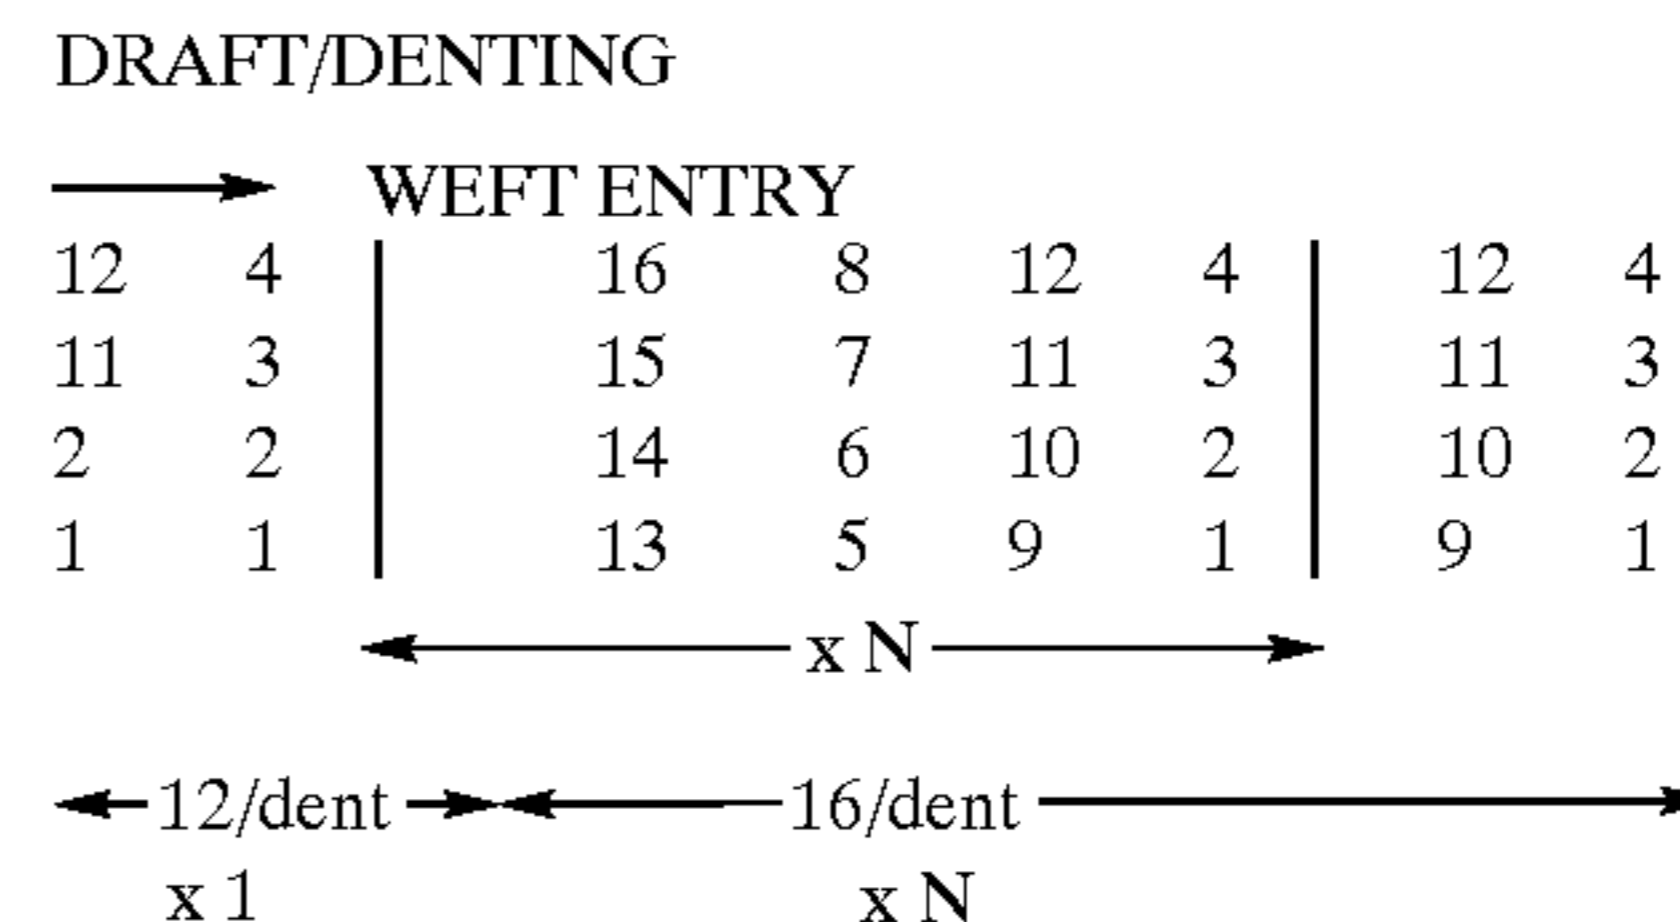 DRAFT/DENTING
WEFT ENTRY
12 4 16 8 12 4 12 4
11 3 15 7 11 3 11 3
2 2 14 6 10 2 10 2
1 1 13 5 9 1 9 1
x N
12/dent 16/dent
x 1 x N